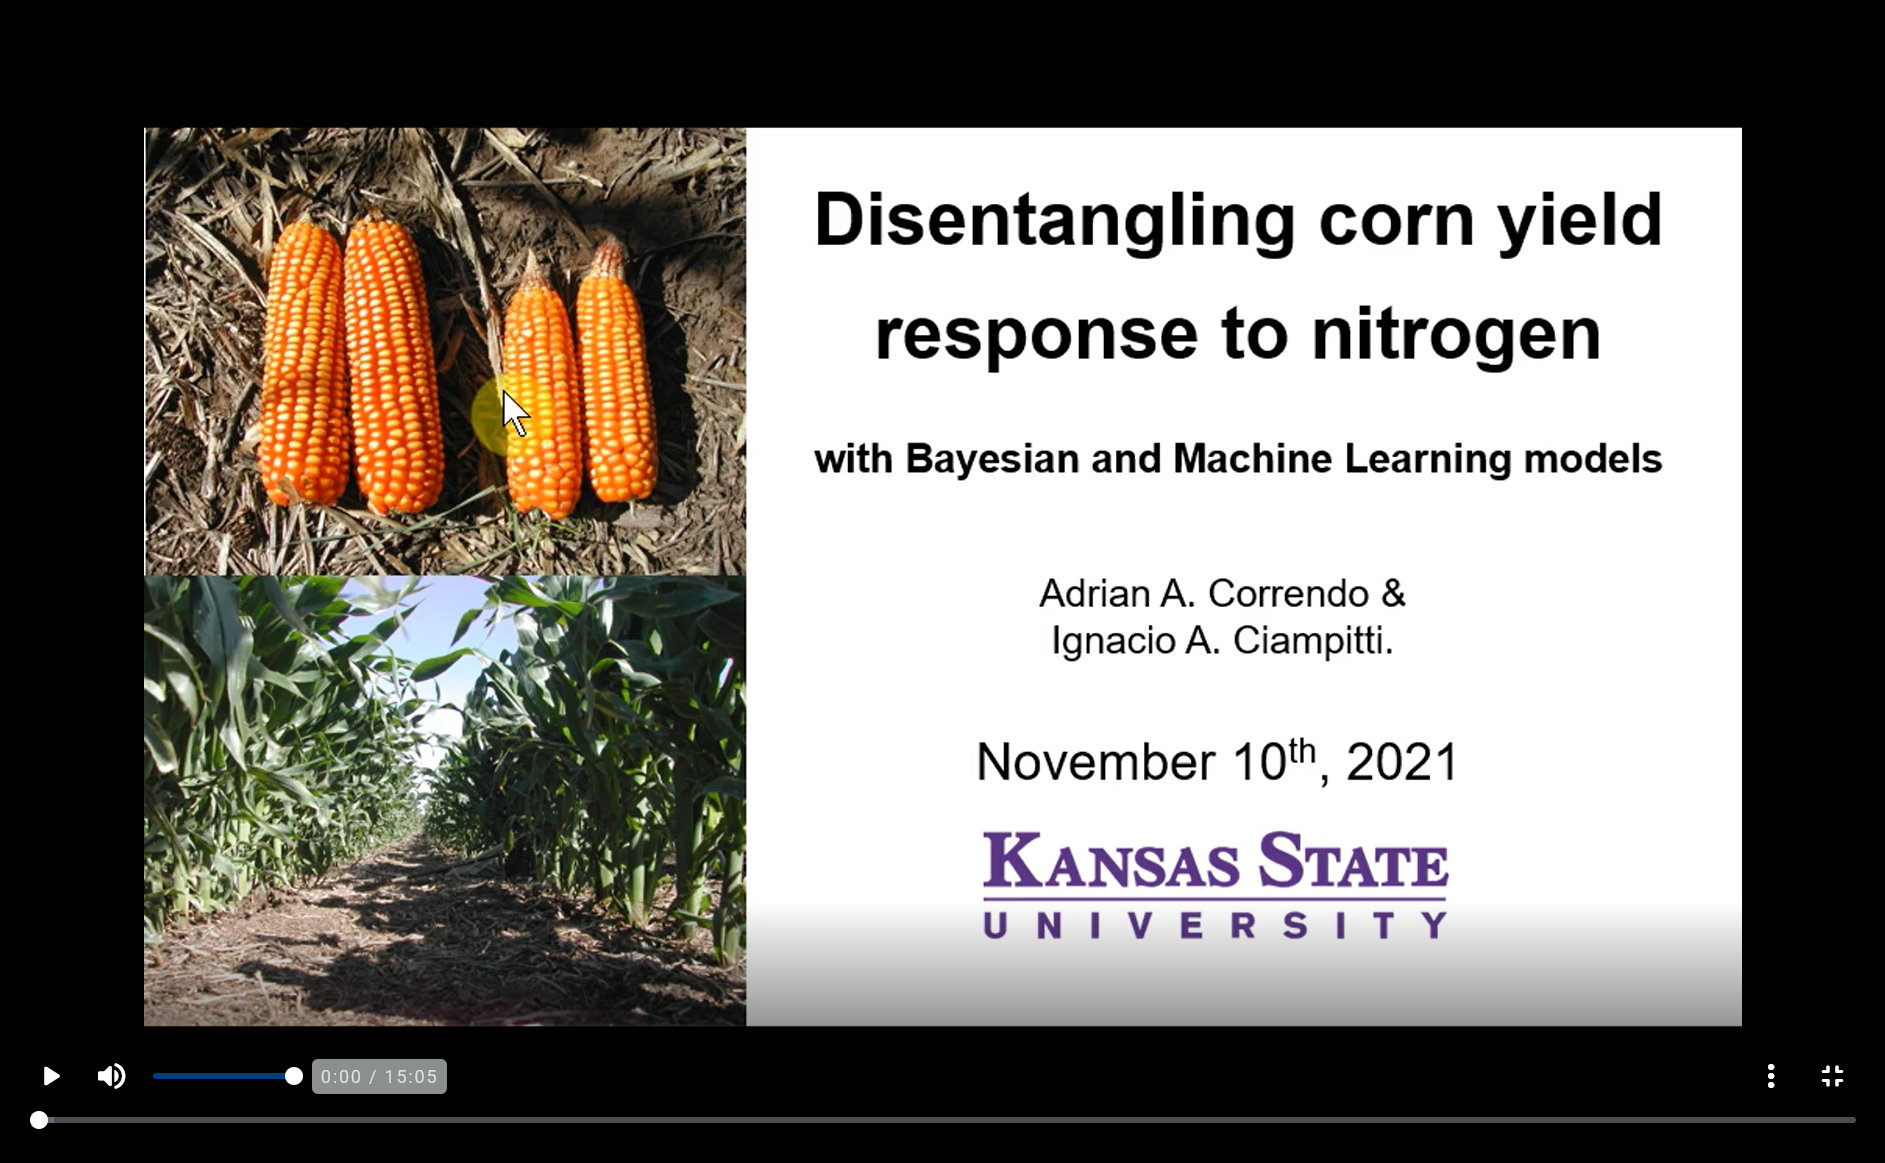 Disentangling corn yield
response to nitrogen
with Bayesian and Machine Learning models
Adrian A. Correndo &
Ignacio A. Ciampitti.
November 10th, 2021
KANSAS STATE
UNIVERSITY
0:00 / 15:05